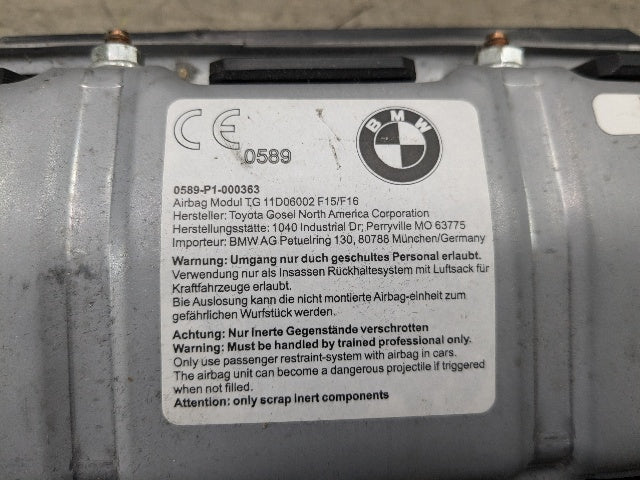 CE
0589
BMW
0589-P1-000363
Airbag Modul TG 11D06002 F15/F16
Hersteller: Toyota Gosel North America Corporation
Herstellungsstätte: 1040 Industrial Dr; Perryville MO 63775
Importeur: BMW AG Petuelring 130, 80788 München/Germany
Warnung: Umgang nur duch geschultes Personal erlaubt.
Verwendung nur als Insassen Rückhaltesystem mit Luftsack für
Kraftfahrzeuge erlaubt.
Bie Auslosung kann die nicht montierte Airbag-einheit zum
gefährlichen Wurfstück werden.
Achtung: Nur Inerte Gegenstände verschrotten
Warning: Must be handled by trained professional only.
Only use passenger restraint-system with airbag in cars.
The airbag unit can become a dangerous projectile if triggered
when not filled.
Attention: only scrap inert components